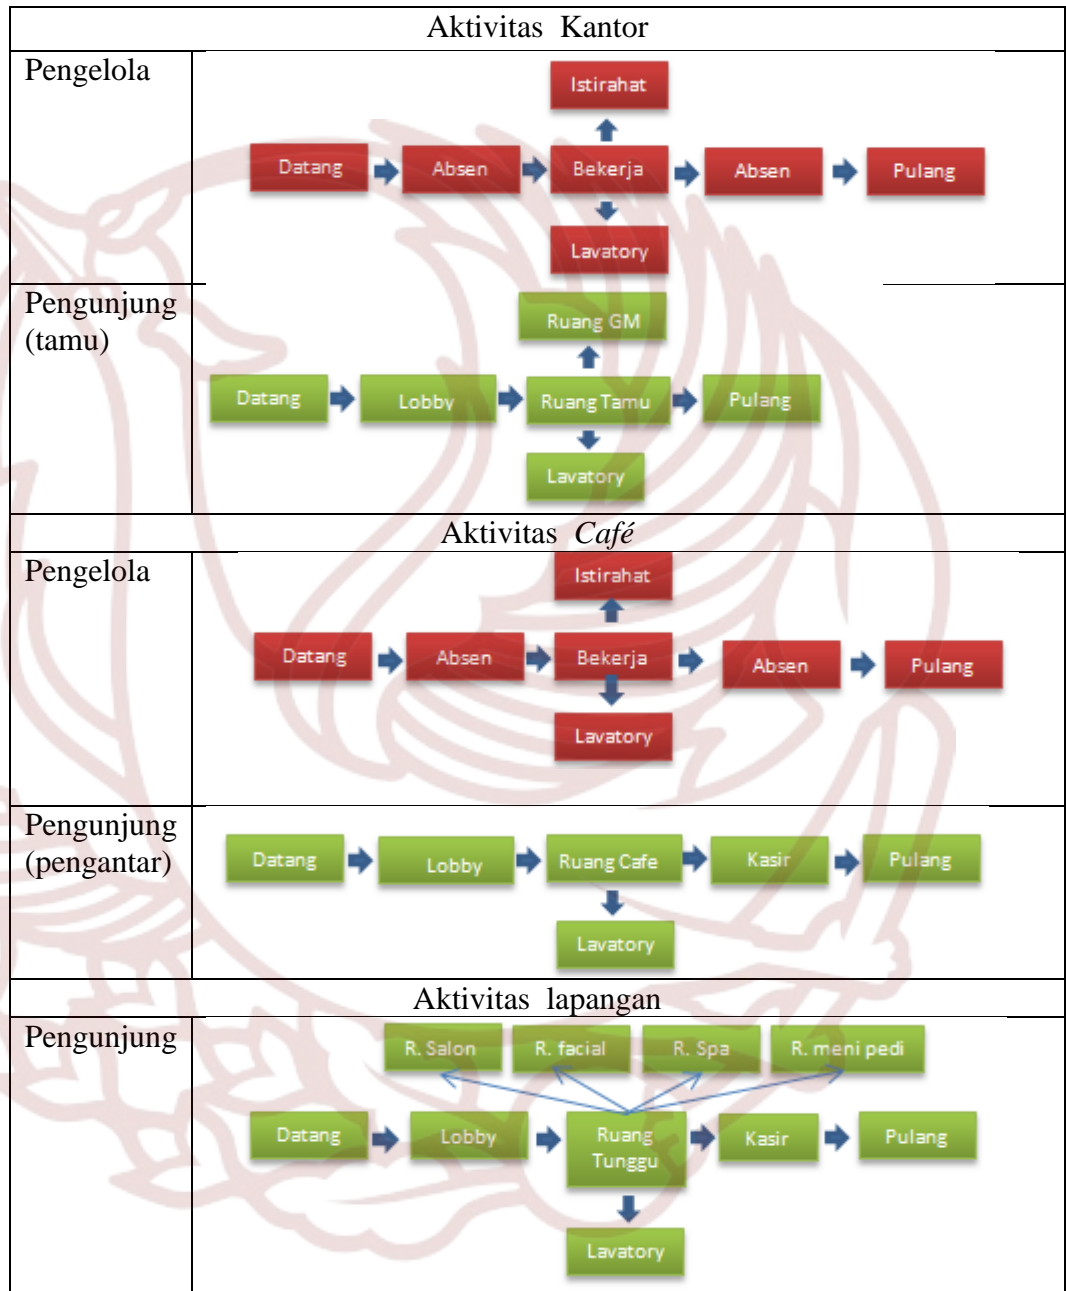 Aktivitas Kantor
Pengelola
Istirahat
Datang Absen Bekerja Absen Pulang
Lavatory
Pengunjung
(tamu)
Ruang GM
Datang Lobby Ruang Tamu Pulang
Lavatory
Aktivitas Café
Pengelola
Istirahat
Datang Absen Bekerja Absen Pulang
Lavatory
Pengunjung
(pengantar)
Datang Lobby Ruang Cafe Kasir Pulang
Lavatory
Aktivitas lapangan
Pengunjung
R. Salon R. facial R. Spa R. meni pedi
Datang Lobby Ruang Tunggu Kasir Pulang
Lavatory